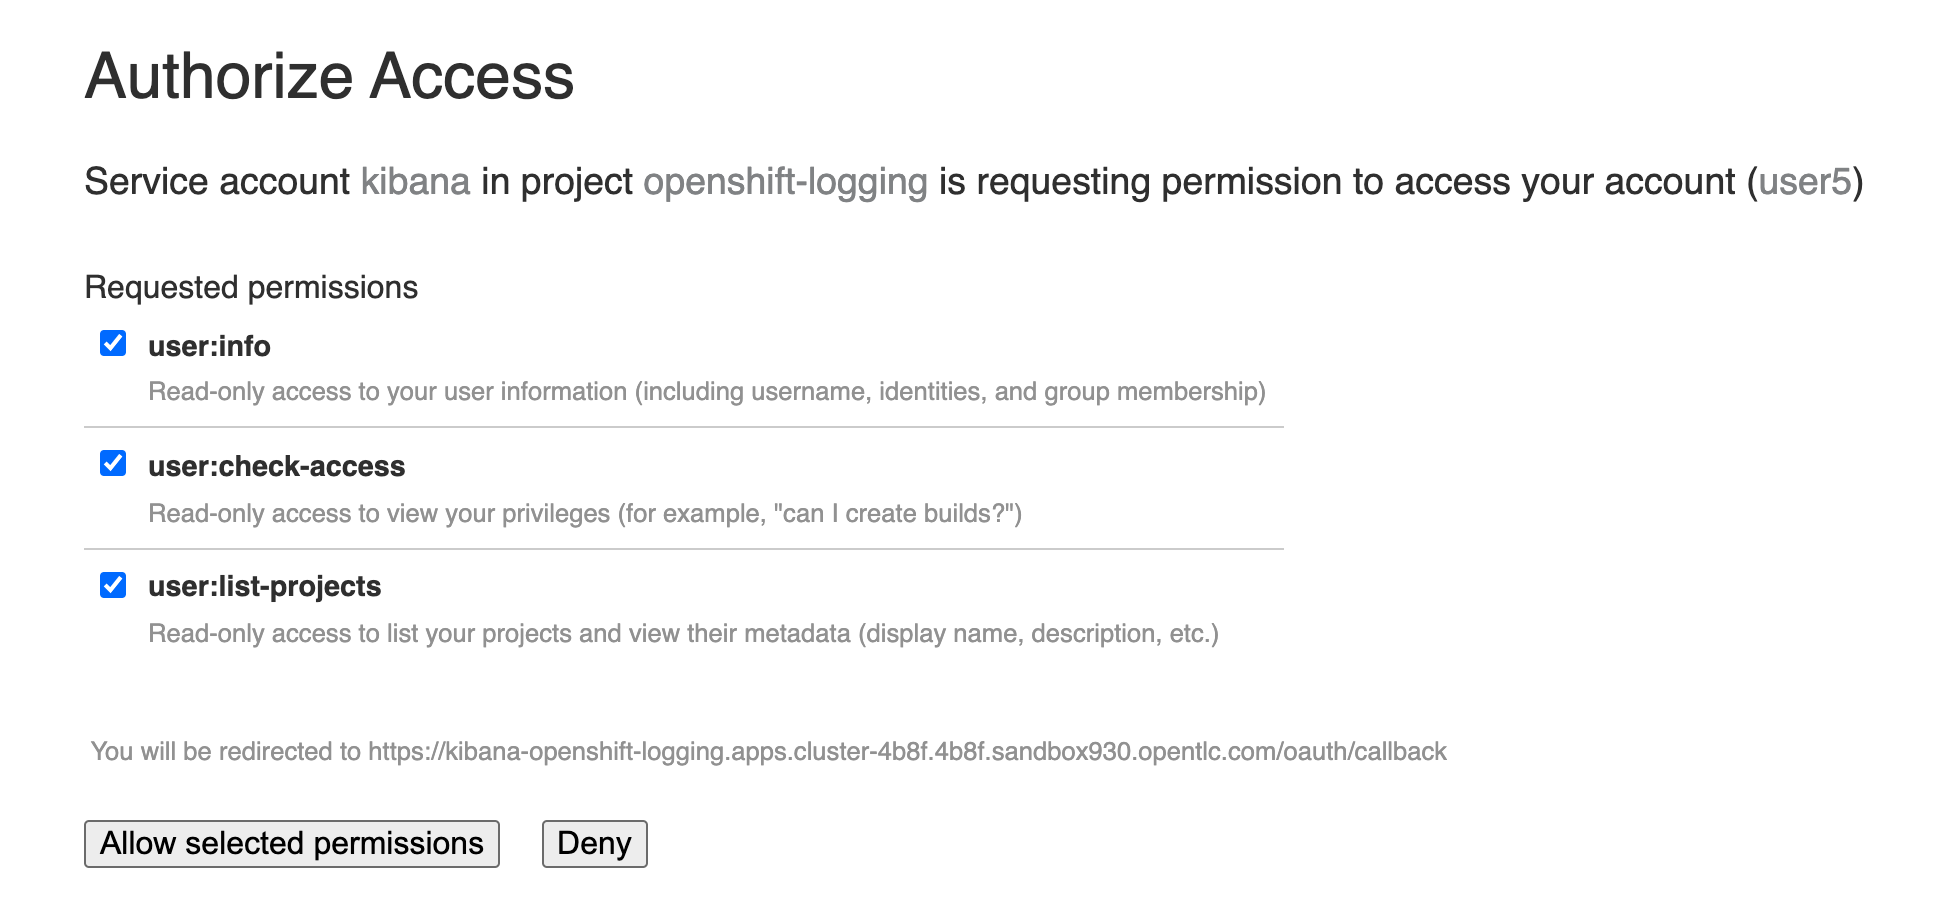 Authorize Access
Service account kibana in project openshift-logging is requesting permission to access your account (user5)
Requested permissions
user:info
Read-only access to your user information (including username, identities, and group membership)
user:check-access
Read-only access to view your privileges (for example, "can I create builds?")
user:list-projects
Read-only access to list your projects and view their metadata (display name, description, etc.)
You will be redirected to https://kibana-openshift-logging.apps.cluster-4b8f.4b8f.sandbox930.opentlc.com/oauth/callback
Allow selected permissions Deny